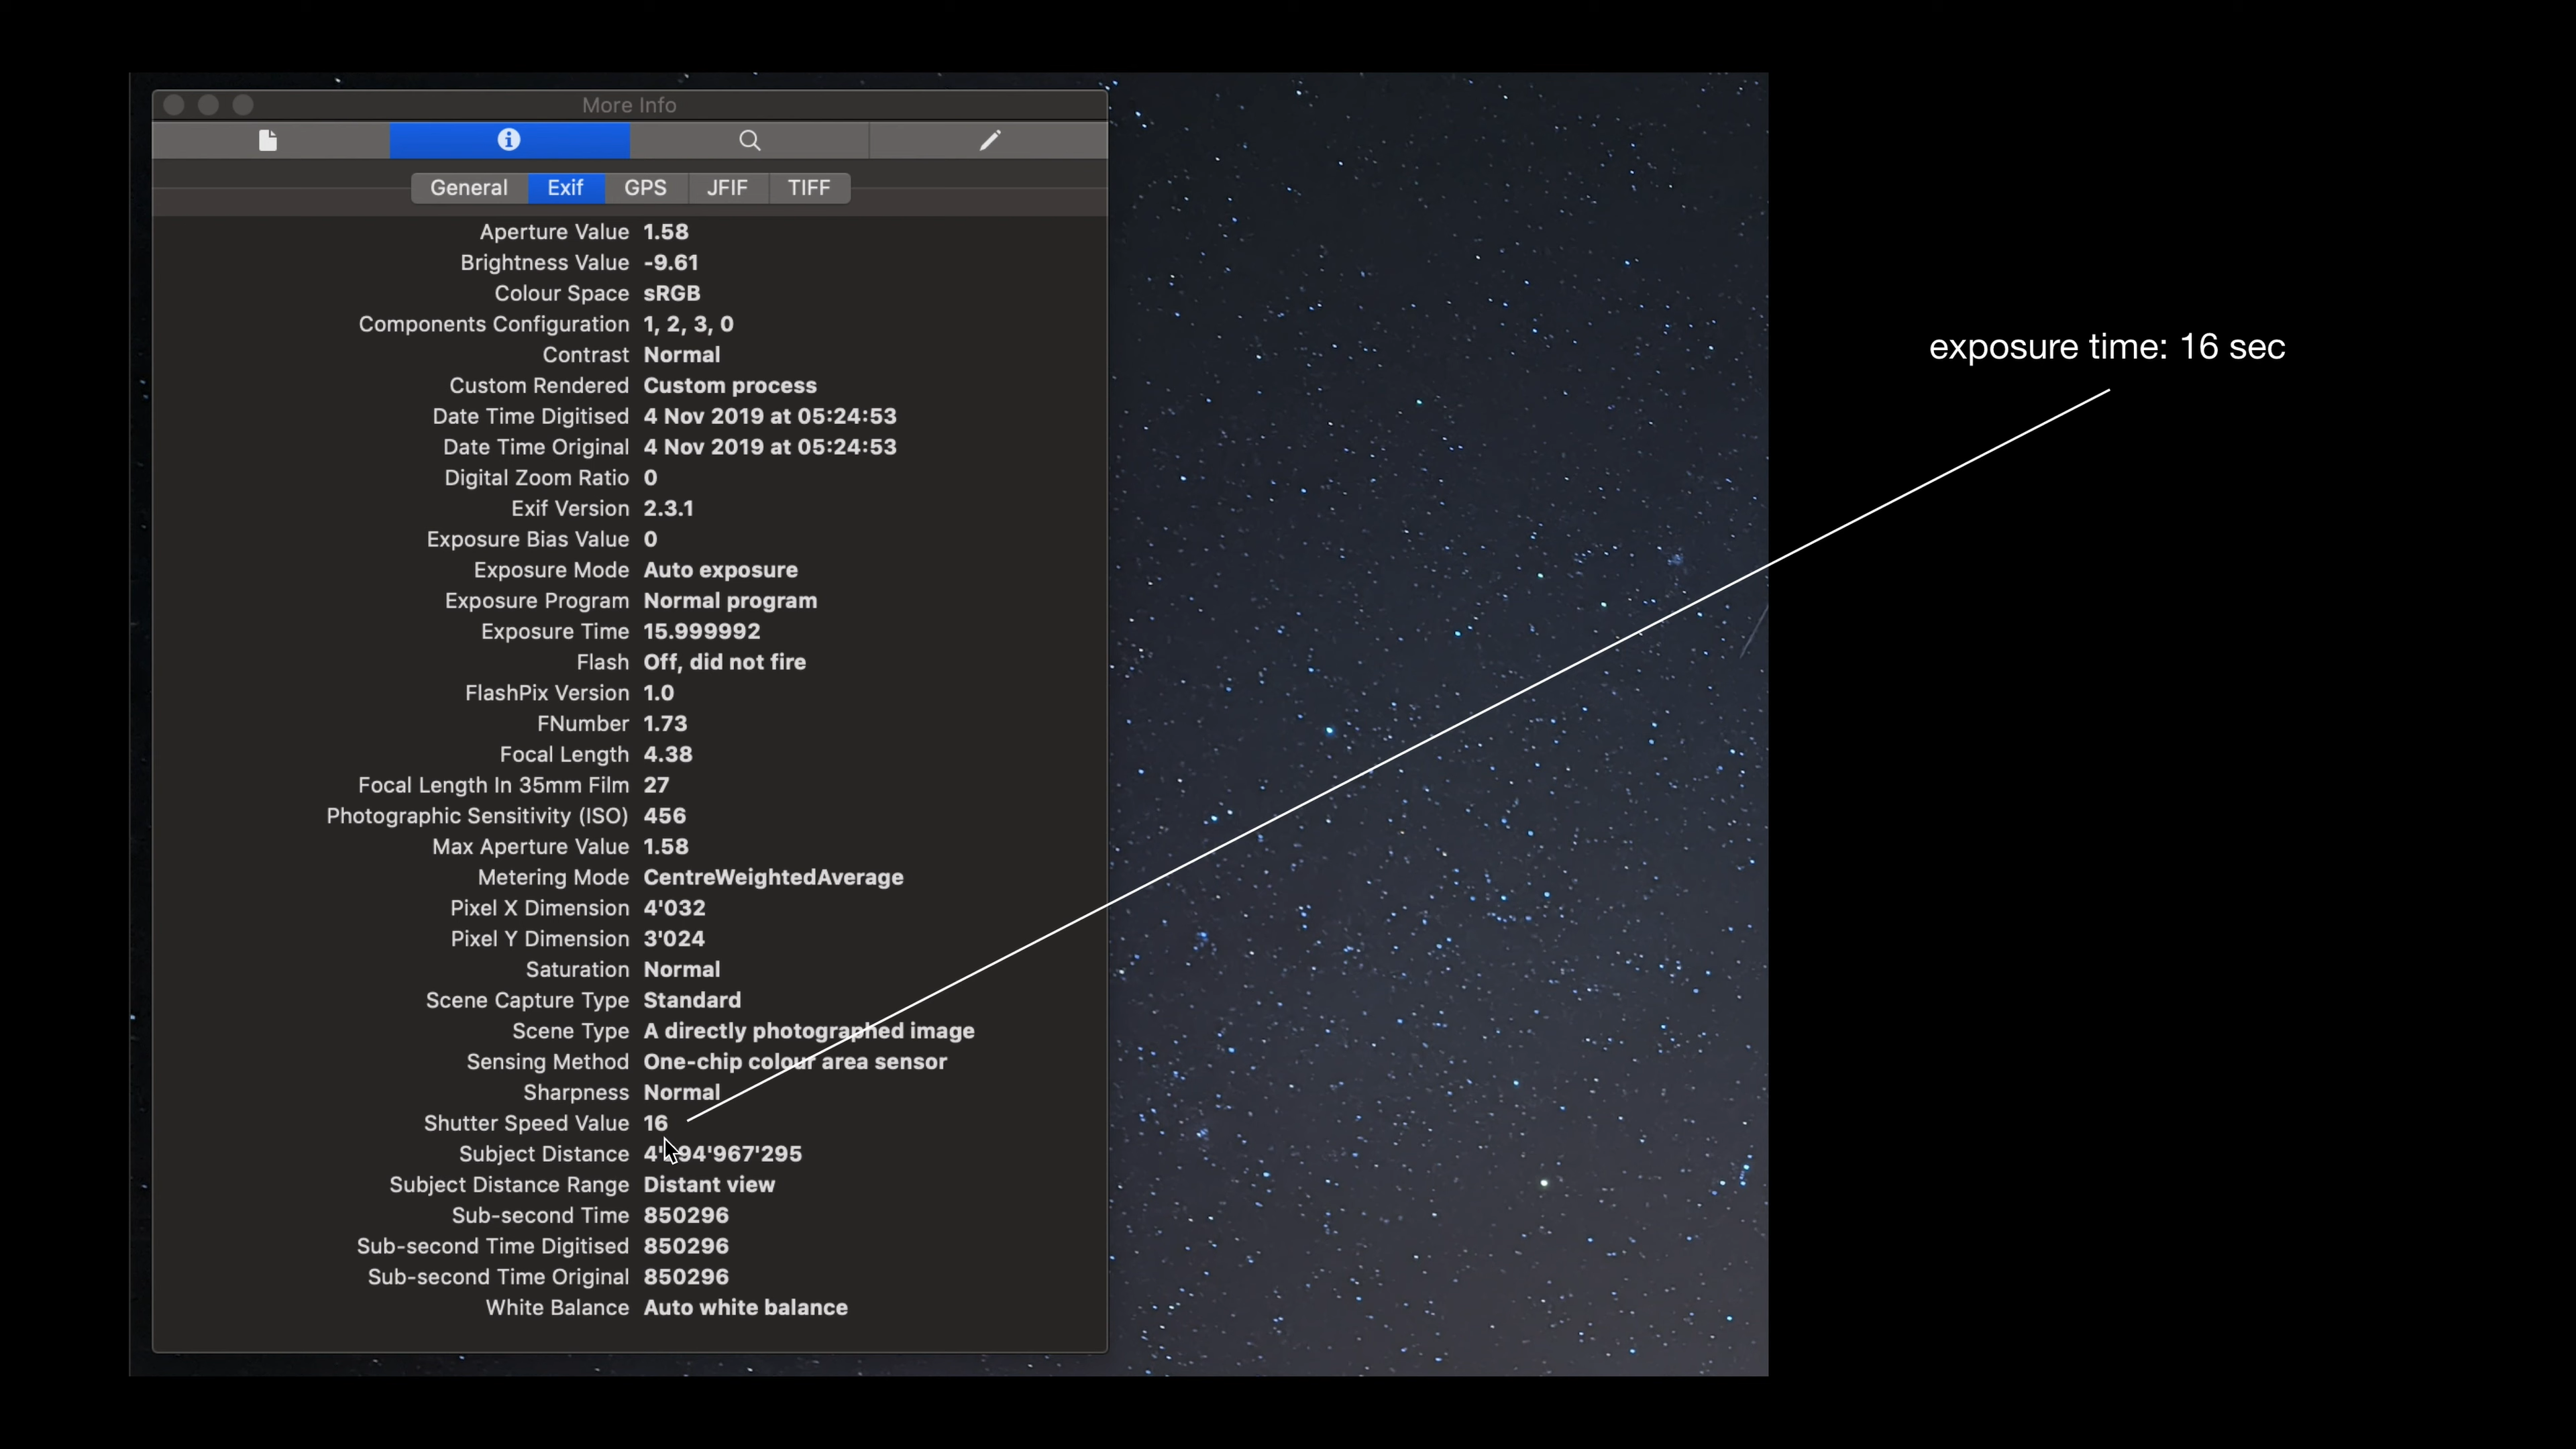 More Info
General Exif GPS JFIF TIFF
Aperture Value 1.58
Brightness Value -9.61
Colour Space sRGB
Components Configuration 1, 2, 3, 0
Contrast Normal
Custom Rendered Custom process
Date Time Digitised 4 Nov 2019 at 05:24:53
Date Time Original 4 Nov 2019 at 05:24:53
Digital Zoom Ratio 0
Exif Version 2.3.1
Exposure Bias Value 0
Exposure Mode Auto exposure
Exposure Program Normal program
Exposure Time 15.999992
Flash Off, did not fire
FlashPix Version 1.0
FNumber 1.73
Focal Length 4.38
Focal Length In 35mm Film 27
Photographic Sensitivity (ISO) 456
Max Aperture Value 1.58
Metering Mode CentreWeightedAverage
Pixel X Dimension 4'032
Pixel Y Dimension 3'024
Saturation Normal
Scene Capture Type Standard
Scene Type A directly photographed image
Sensing Method One-chip colour area sensor
Sharpness Normal
Shutter Speed Value 16
Subject Distance
Subject Distance Range Distant view
Sub-second Time 850296
Sub-second Time Digitised 850296
Sub-second Time Original 850296
White Balance Auto white balance
exposure time: 16 sec